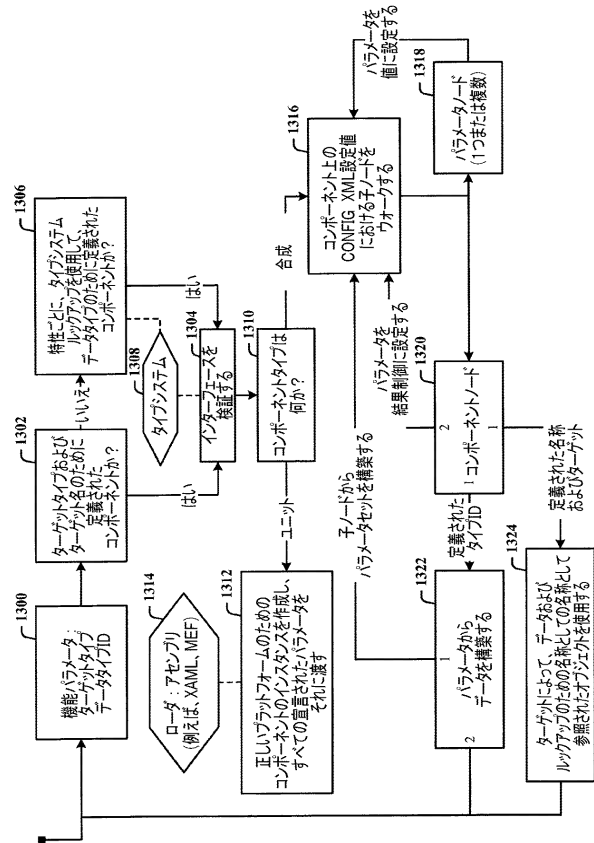 1300
機能パラメータ：
ターゲットタイプ
データタイプID
1302
ターゲットタイプおよび
ターゲット名のために
定義された
コンポーネントか？
いいえ
はい
1306
特性ごとに、タイプシステム
ルックアップを使用して、
データタイプのために定義された
コンポーネントか？
はい
1308
タイプシステム
1304
インターフェースを
検証する
1310
コンポーネントタイプは
何か？
ユニット
合成
1314
ローダ：アセンブリ
(例えば、XAML、MEF)
1312
正しいプラットフォームのための
コンポーネントのインスタンスを作成し、
すべての宣言されたパラメータを
それに渡す
1316
コンポーネント上の
CONFIG XML設定値
における子ノードを
ウォークする
パラメータを
値に設定する
1318
パラメータノード
(1つまたは複数)
子ノードから
パラメータセットを構築する
パラメータを
結果制御に設定する
1320
2
1 コンポーネントノード
1
定義された
タイプID
1322
1
パラメータから
データを構築する
2
定義された名称
およびターゲット
1324
ターゲットによって、データおよび
ルックアップのための名称としての名称として
参照されたオブジェクトを使用する